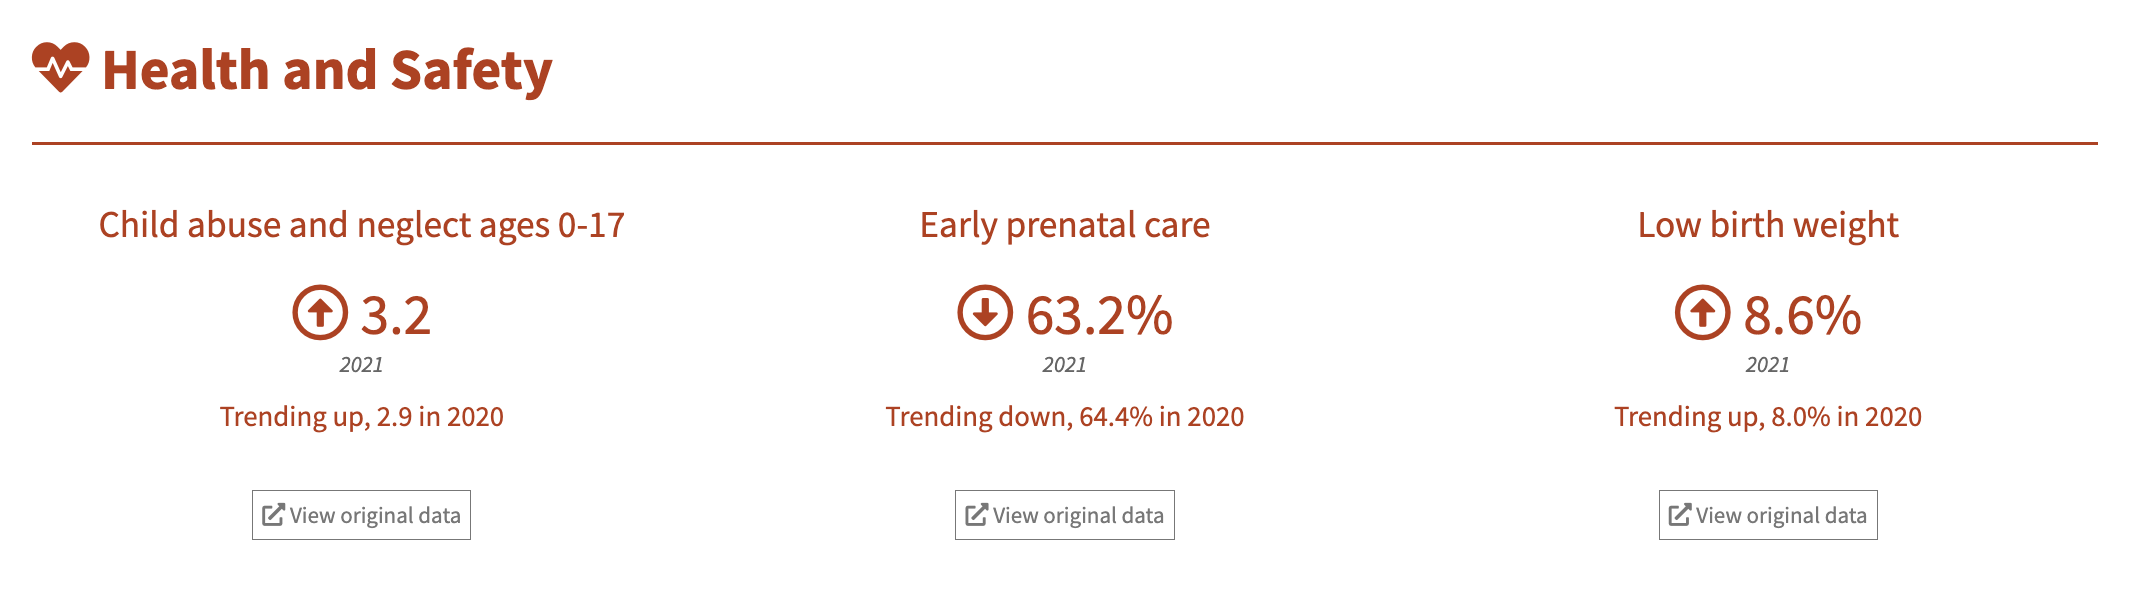 Health and Safety
Child abuse and neglect ages 0-17
3.2
2021
Trending up, 2.9 in 2020
View original data
Early prenatal care
63.2%
2021
Trending down, 64.4% in 2020
View original data
Low birth weight
8.6%
2021
Trending up, 8.0% in 2020
View original data